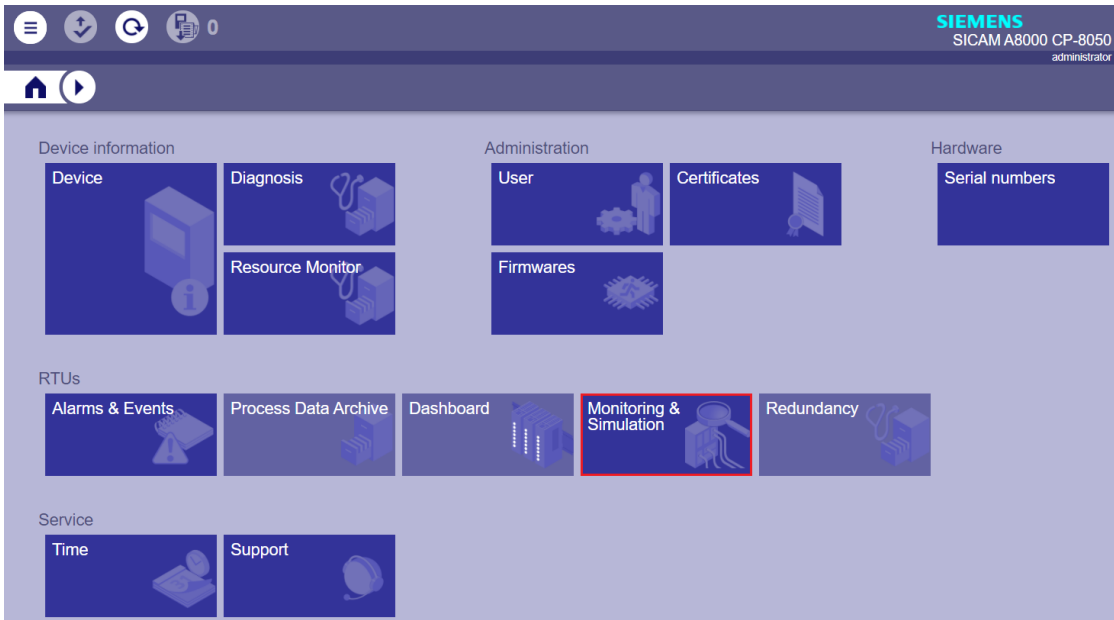 0
SIEMENS
SICAM A8000 CP-8050
administrator
Device information
Administration
Hardware
Device
Diagnosis
User
Certificates
Serial numbers
Resource Monitor
Firmwares
RTUs
Alarms & Events
Process Data Archive
Dashboard
Monitoring &
Simulation
Redundancy
Service
Time
Support